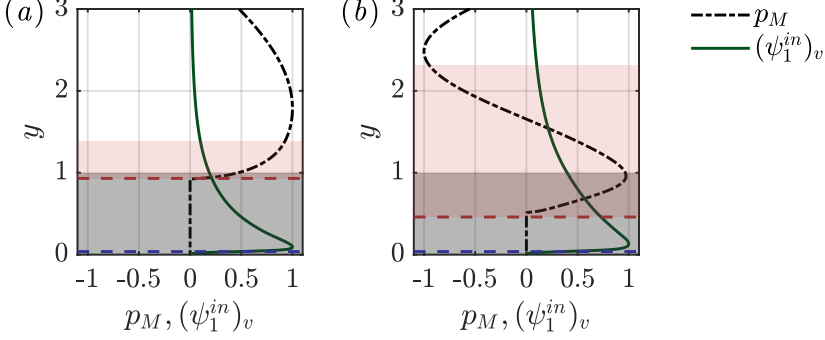 (a)
3
2
1
0
y
-1 -0.5 0 0.5 1
p_M, (ψ_1^{in})_v
(b)
3
2
1
0
y
-1 -0.5 0 0.5 1
p_M, (ψ_1^{in})_v
p_M
(ψ_1^{in})_v